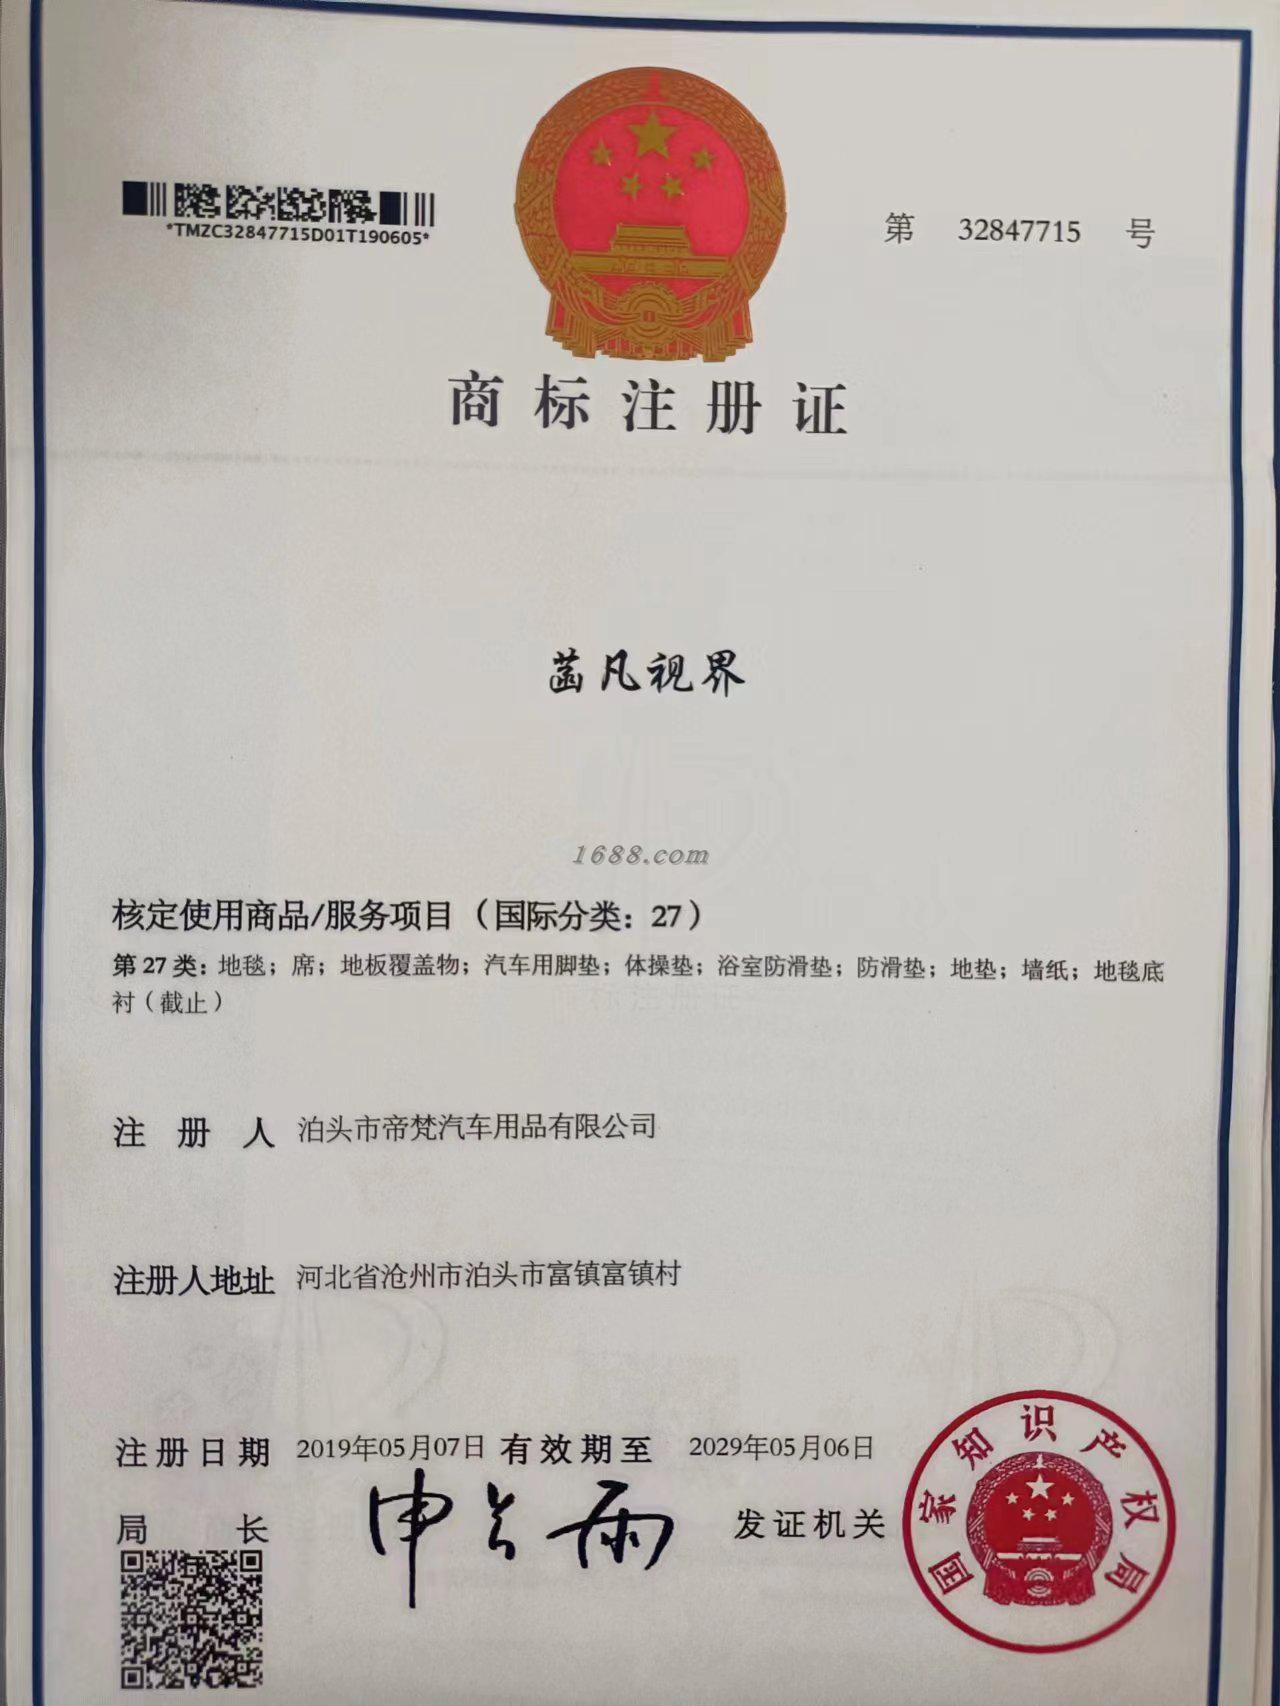 *TMZC32847715D01T190605*
第 32847715 号
商标注册证
菡凡视界
1688.com
核定使用商品/服务项目（国际分类：27）
第 27 类：地毯；席；地板覆盖物；汽车用脚垫；体操垫；浴室防滑垫；防滑垫；地垫；墙纸；地毯底
衬（截止）
注册人 泊头市帝梵汽车用品有限公司
注册人地址 河北省沧州市泊头市富镇富镇村
注册日期 2019年05月07日 有效期至 2029年05月06日
局长 申长雨 发证机关
国家知识产权局